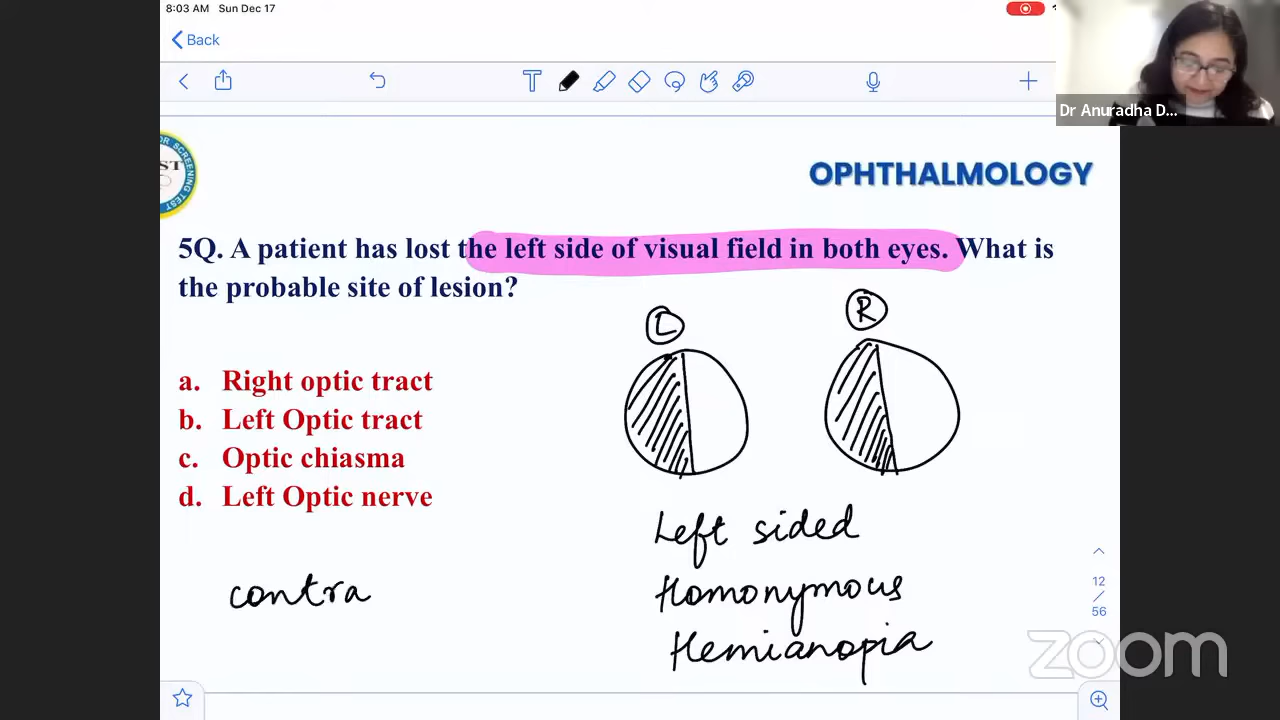 8:03 AM Sun Dec 17
Back
Dr Anuradha D...
OPHTHALMOLOGY
5Q. A patient has lost the left side of visual field in both eyes. What is
the probable site of lesion?
L R
a. Right optic tract
b. Left Optic tract
c. Optic chiasma
d. Left Optic nerve
Left sided
Homonymous
Hemianopia
contra
12
/
56
zoom